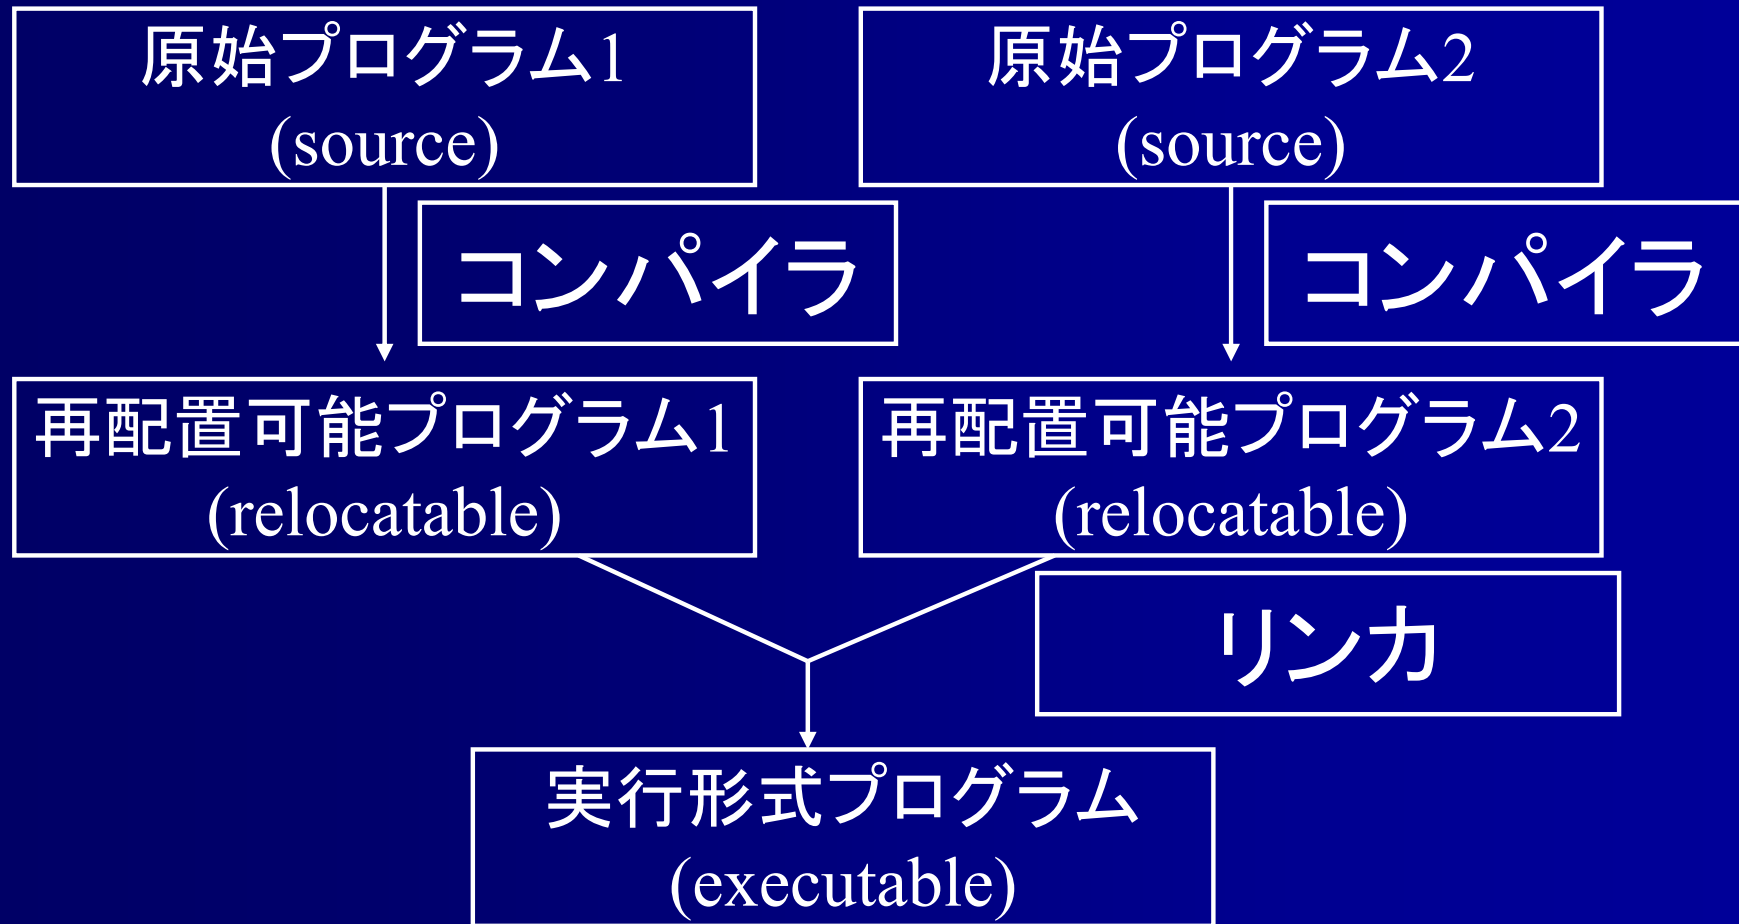 原始プログラム1
(source)
原始プログラム2
(source)
コンパイラ
コンパイラ
再配置可能プログラム1
(relocatable)
再配置可能プログラム2
(relocatable)
リンカ
実行形式プログラム
(executable)